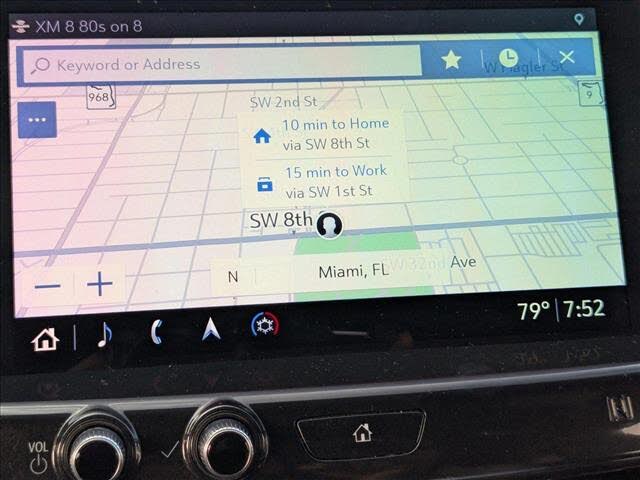 XM 8 80s on 8
Keyword or Address
W Flagler St
968
9
SW 2nd St
10 min to Home
via SW 8th St
15 min to Work
via SW 1st St
SW 8th
N
Miami, FL
SW 32nd Ave
79° 7:52
VOL